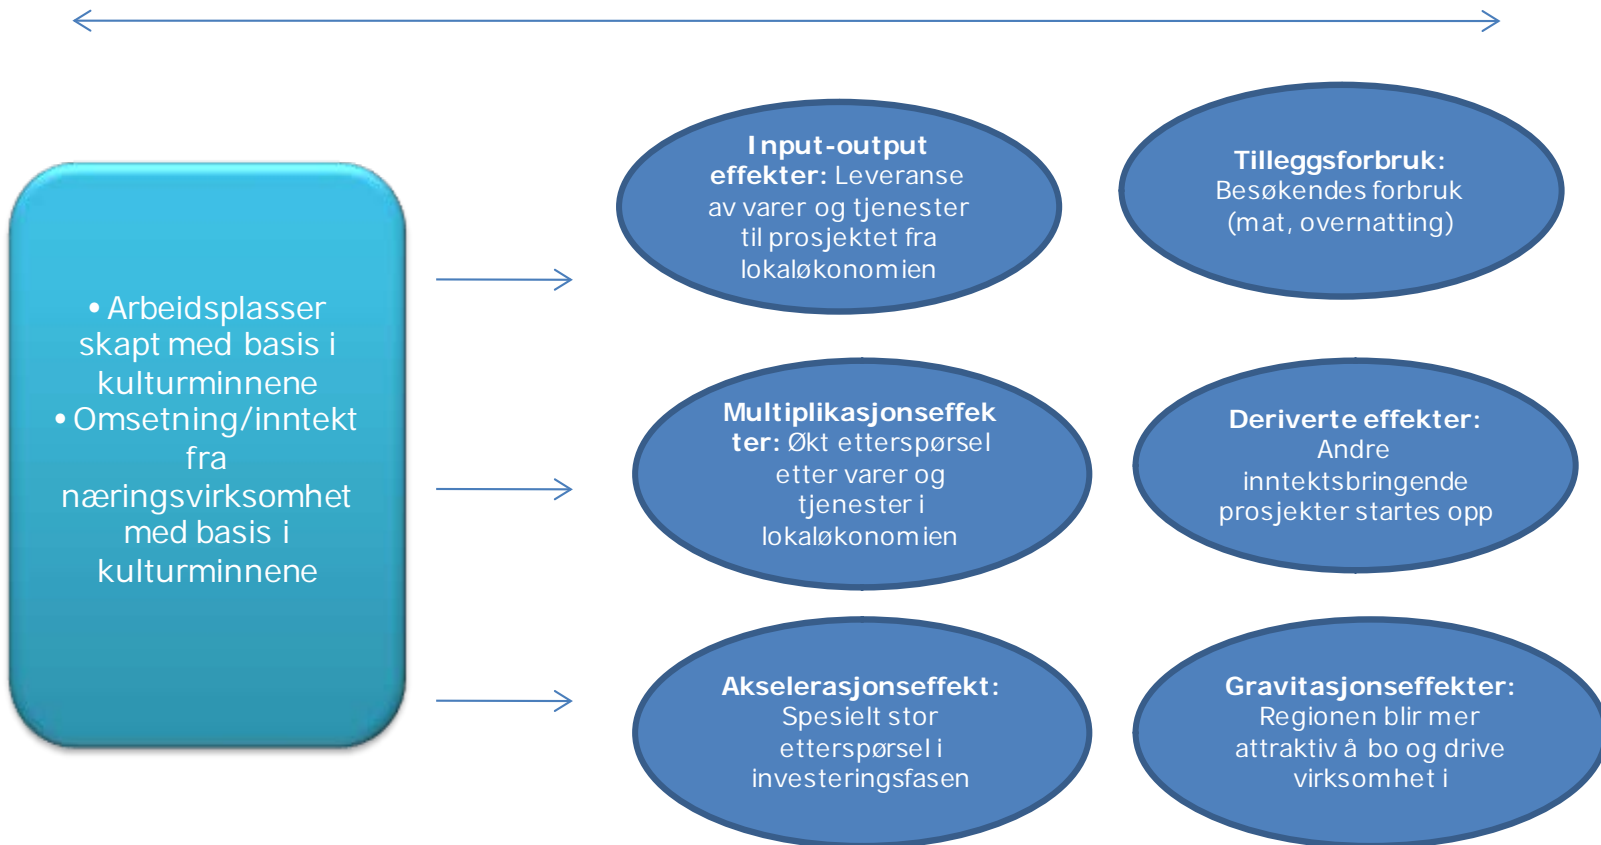 • Arbeidsplasser
skapt med basis i
kulturminnene
• Omsetning/inntekt
fra
næringsvirksomhet
med basis i
kulturminnene
Input-output
effekter: Leveranse
av varer og tjenester
til prosjektet fra
lokaløkonomien
Tilleggsforbruk:
Besøkendes forbruk
(mat, overnatting)
Multiplikasjonseffek
ter: Økt etterspørsel
etter varer og
tjenester i
lokaløkonomien
Deriverte effekter:
Andre
inntektsbringende
prosjekter startes opp
Akselerasjonseffekt:
Spesielt stor
etterspørsel i
investeringsfasen
Gravitasjonseffekter:
Regionen blir mer
attraktiv å bo og drive
virksomhet i